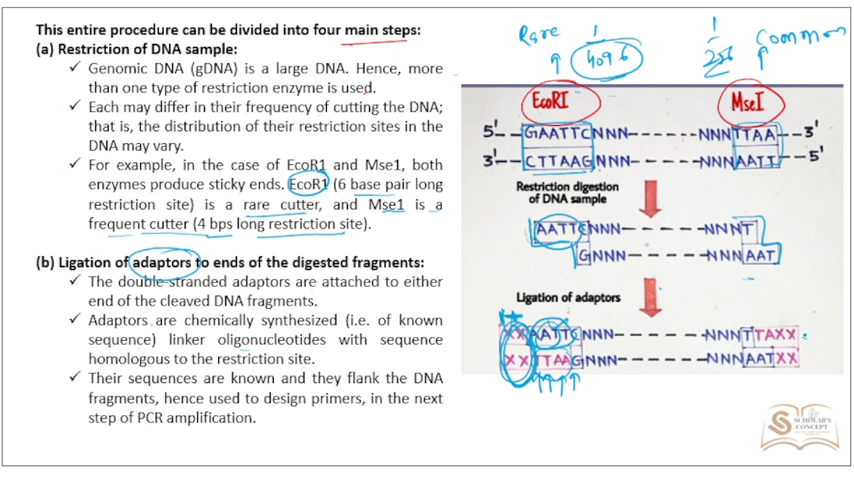 This entire procedure can be divided into four main steps:
(a) Restriction of DNA sample:
✓ Genomic DNA (gDNA) is a large DNA. Hence, more
than one type of restriction enzyme is used.
✓ Each may differ in their frequency of cutting the DNA;
that is, the distribution of their restriction sites in the
DNA may vary.
✓ For example, in the case of EcoR1 and Mse1, both
enzymes produce sticky ends. EcoR1 (6 base pair long
restriction site) is a rare cutter, and Mse1 is a
frequent cutter (4 bps long restriction site).
(b) Ligation of adaptors to ends of the digested fragments:
✓ The double-stranded adaptors are attached to either
end of the cleaved DNA fragments.
✓ Adaptors are chemically synthesized (i.e. of known
sequence) linker oligonucleotides with sequence
homologous to the restriction site.
✓ Their sequences are known and they flank the DNA
fragments, hence used to design primers, in the next
step of PCR amplification.
Rare 1 1 Common
4096 256
EcoRI MseI
5'--GAATTCNNN------NNNTTAA--3'
3'--CTTAAGNNN------NNNAATT--5'
Restriction digestion
of DNA sample
AATTCNNN------NNNT
GNNN------NNNAAT
Ligation of adaptors
XXAATTCNNN------NNNTTAXX
XXTTAAGNNN------NNNAATXX
SCHOLAR'S
CONCEPT